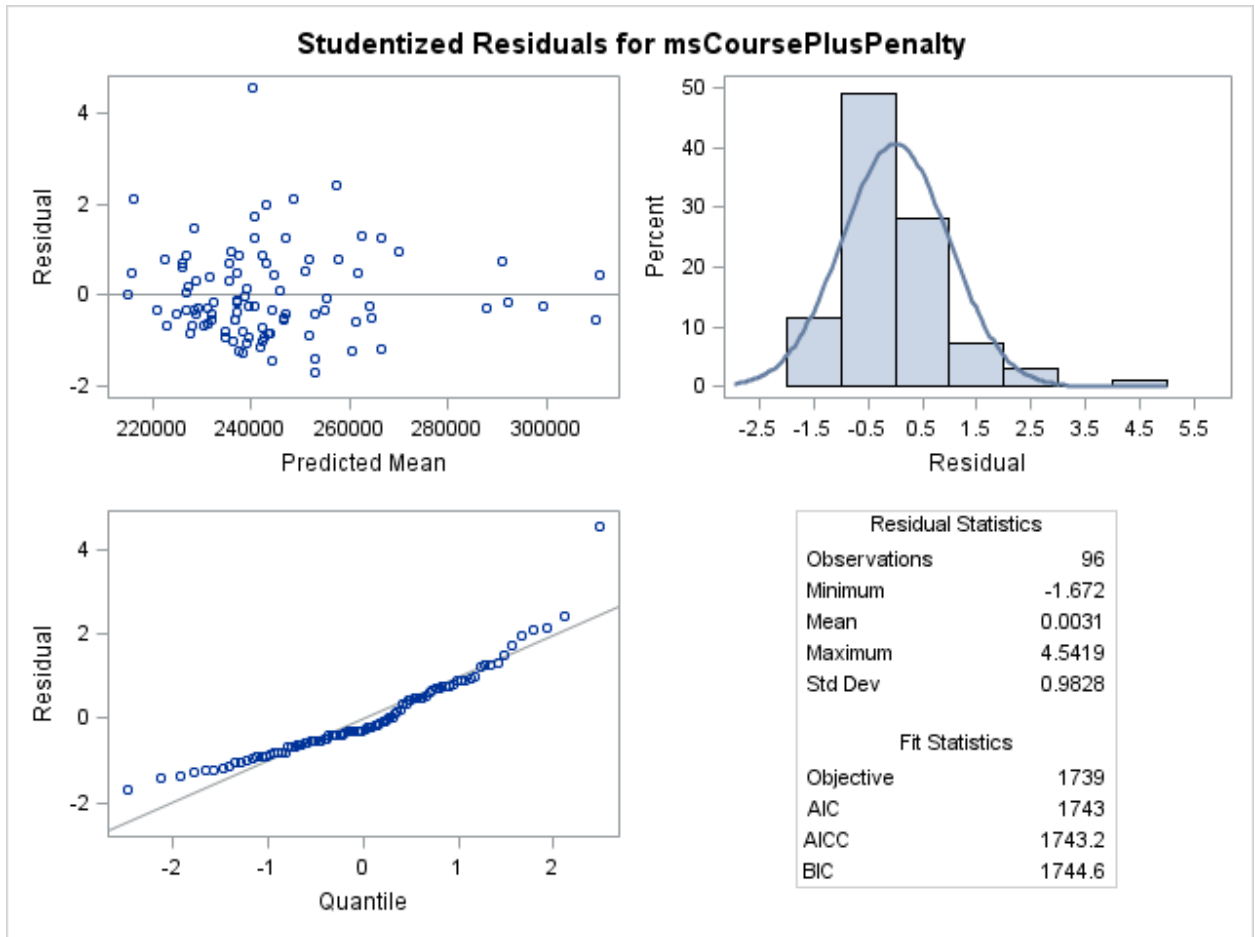 Studentized Residuals for msCoursePlusPenalty
4
2
0
-2
Residual
220000 240000 260000 280000 300000
Predicted Mean
50
40
30
20
10
0
Percent
-2.5 -1.5 -0.5 0.5 1.5 2.5 3.5 4.5 5.5
Residual
4
2
0
-2
Residual
-2 -1 0 1 2
Quantile
Residual Statistics
Observations 96
Minimum -1.672
Mean 0.0031
Maximum 4.5419
Std Dev 0.9828
Fit Statistics
Objective 1739
AIC 1743
AICC 1743.2
BIC 1744.6